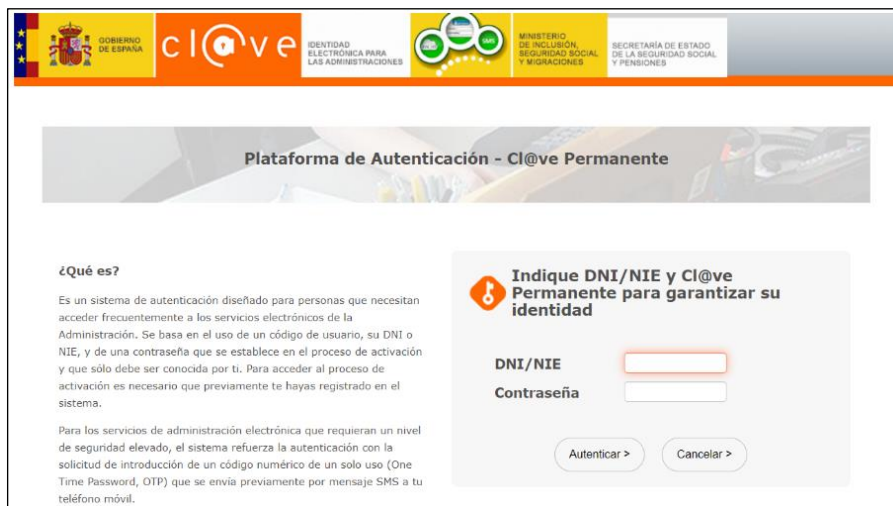 GOBIERNO
DE ESPAÑA
cl@ve
IDENTIDAD
ELECTRÓNICA PARA
LAS ADMINISTRACIONES
SMS
MINISTERIO
DE INCLUSIÓN,
SEGURIDAD SOCIAL
Y MIGRACIONES
SECRETARÍA DE ESTADO
DE LA SEGURIDAD SOCIAL
Y PENSIONES
Plataforma de Autenticación - Cl@ve Permanente
¿Qué es?
Es un sistema de autenticación diseñado para personas que necesitan
acceder frecuentemente a los servicios electrónicos de la
Administración. Se basa en el uso de un código de usuario, su DNI o
NIE, y de una contraseña que se establece en el proceso de activación
y que sólo debe ser conocida por ti. Para acceder al proceso de
activación es necesario que previamente te hayas registrado en el
sistema.
Para los servicios de administración electrónica que requieran un nivel
de seguridad elevado, el sistema refuerza la autenticación con la
solicitud de introducción de un código numérico de un solo uso (One
Time Password, OTP) que se envía previamente por mensaje SMS a tu
teléfono móvil.
Indique DNI/NIE y Cl@ve
Permanente para garantizar su
identidad
DNI/NIE
Contraseña
Autenticar >
Cancelar >